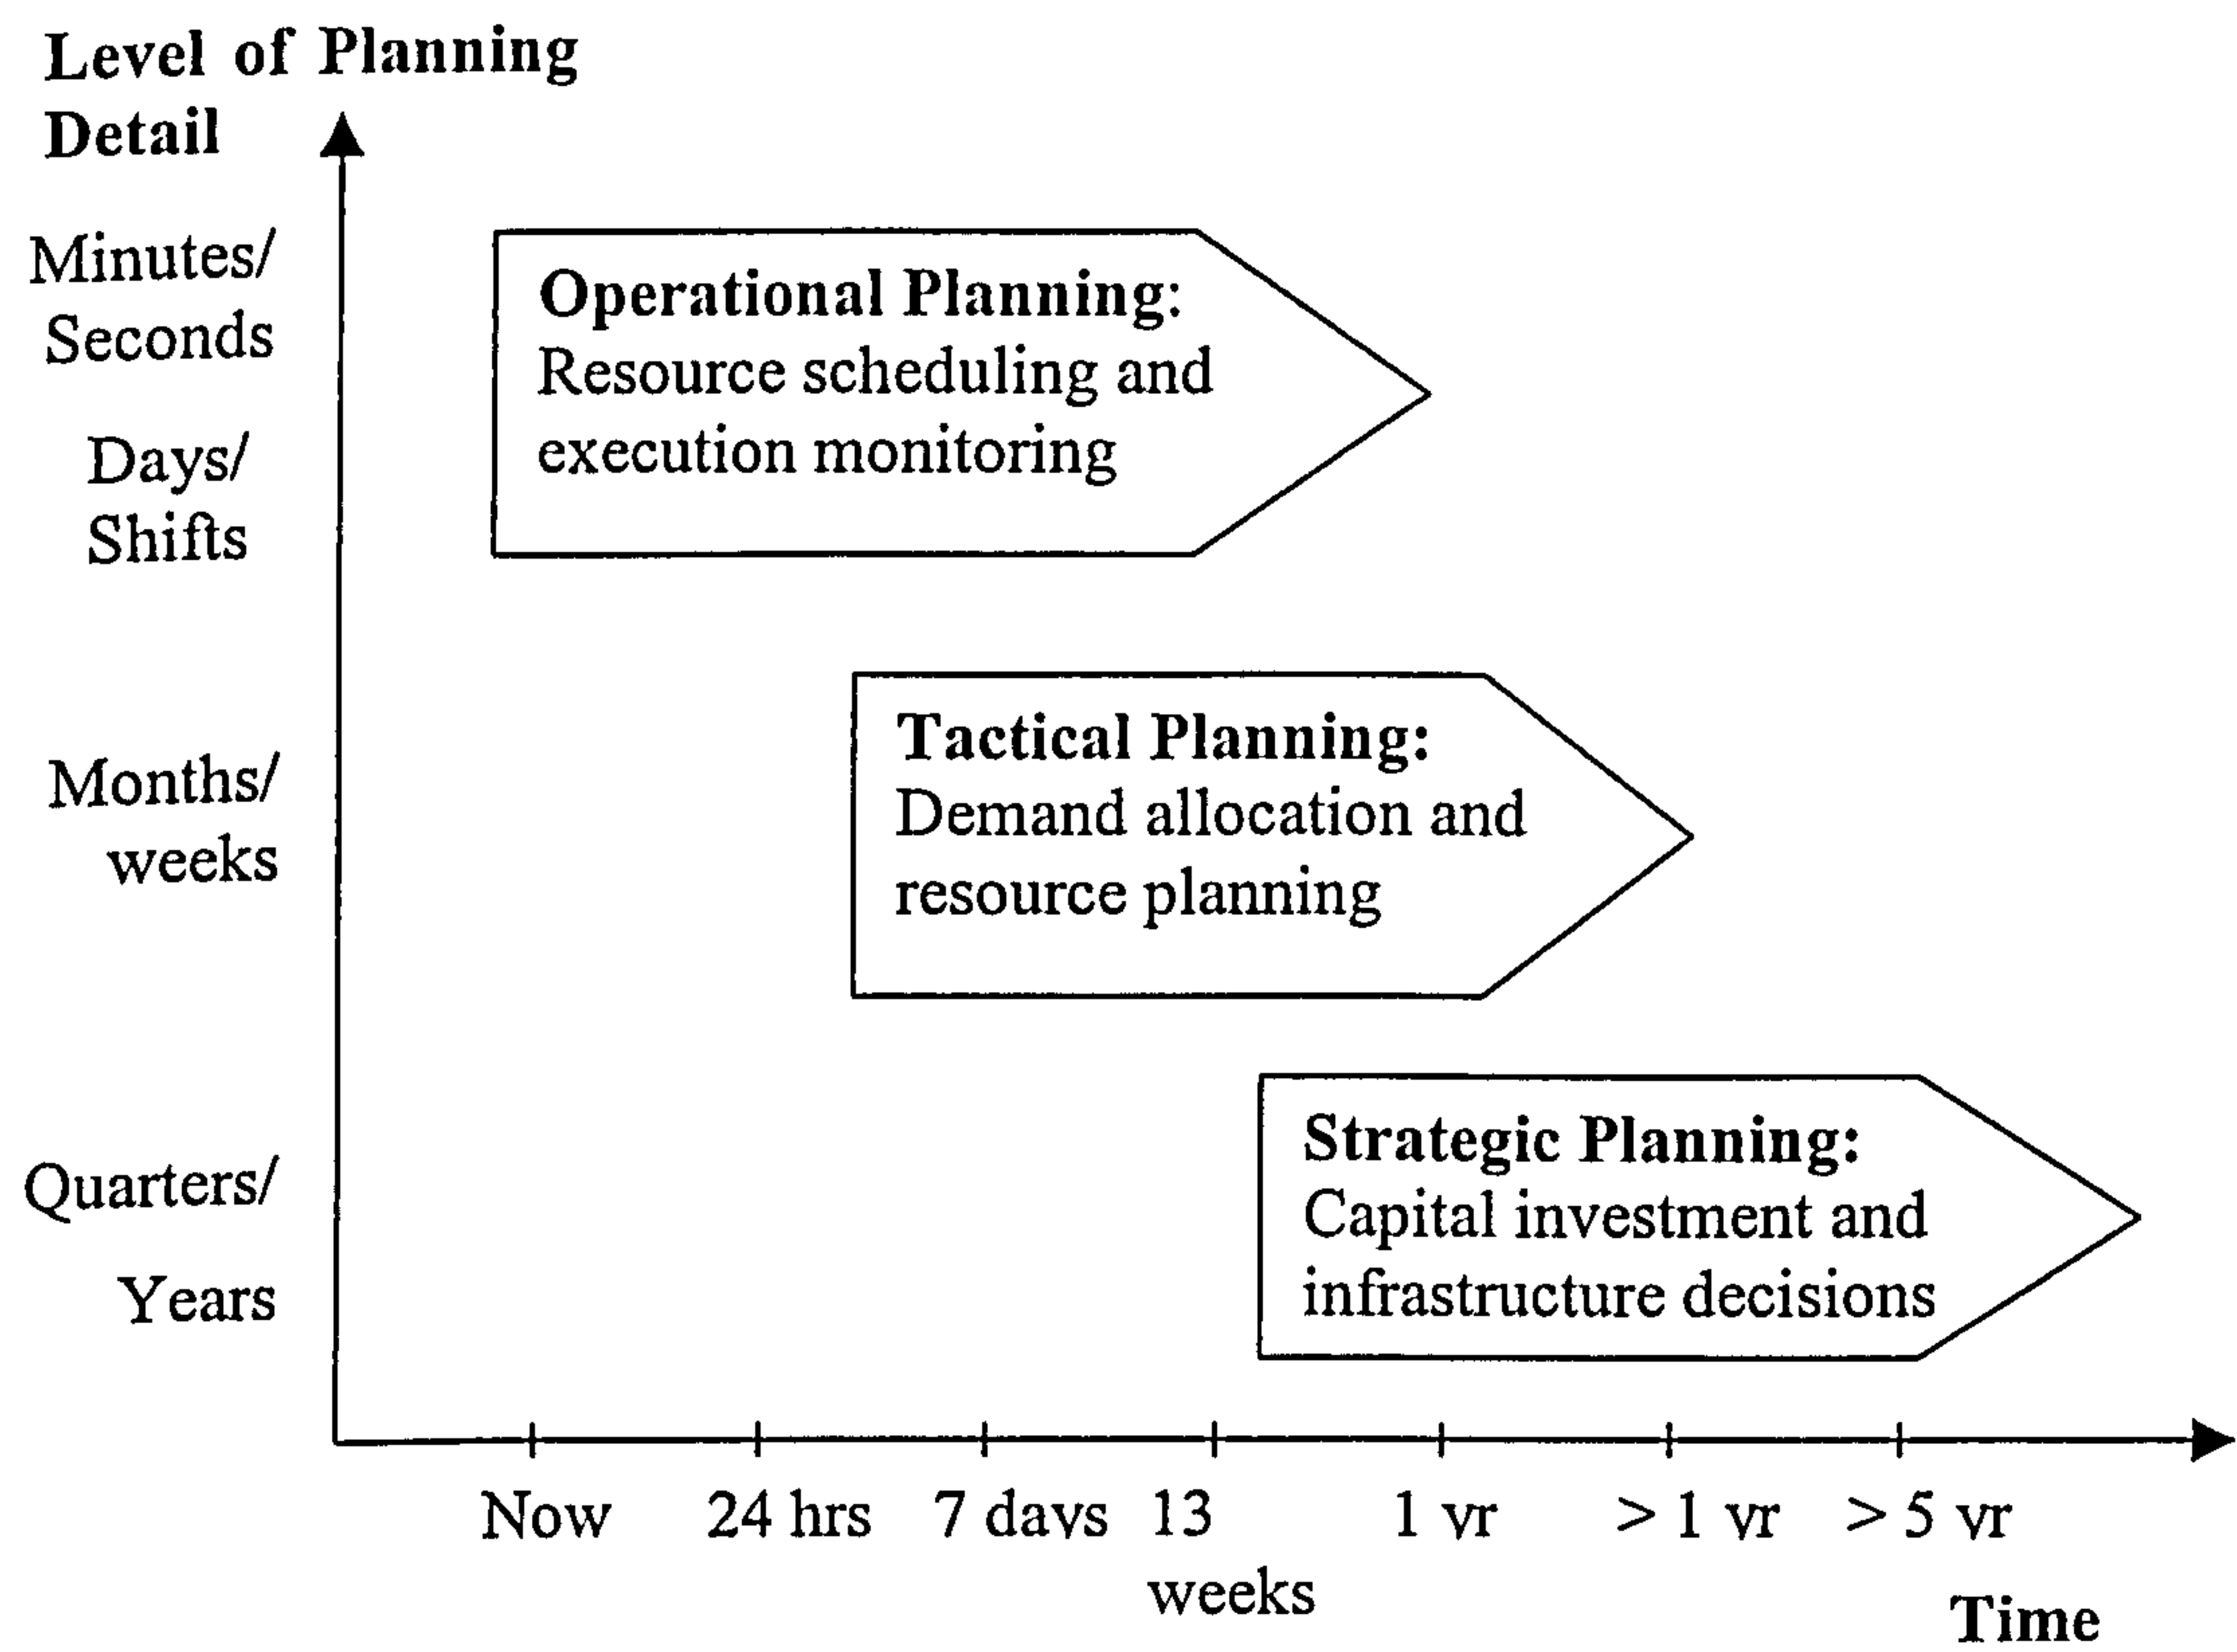 Level of Planning
Detail
Minutes/
Seconds
Days/
Shifts
Months/
weeks
Quarters/
Years
Operational Planning:
Resource scheduling and
execution monitoring
Tactical Planning:
Demand allocation and
resource planning
Strategic Planning:
Capital investment and
infrastructure decisions
Now 24 hrs 7 days 13 1 yr > 1 yr > 5 yr
weeks
Time